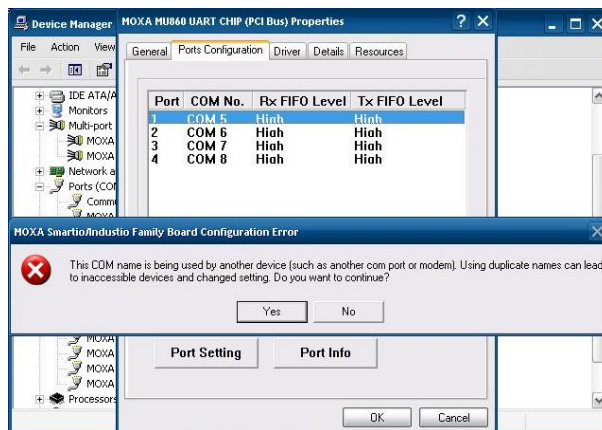 Device Manager
MOXA MU860 UART CHIP (PCI Bus) Properties
File Action View
General Ports Configuration Driver Details Resources
IDE ATA/A
Monitors
Multi-port
MOXA
MOXA
Network a
Ports (COM
Commu
MOXA
Port COM No. Rx FIFO Level Tx FIFO Level
1 COM 5 High High
2 COM 6 High High
3 COM 7 High High
4 COM 8 High High
MOXA Smartio/Industio Family Board Configuration Error
This COM name is being used by another device (such as another com port or modem). Using duplicate names can lead
to inaccessible devices and changed setting. Do you want to continue?
Yes No
MOXA
MOXA
MOXA
MOXA
Processors
Port Setting Port Info
OK Cancel